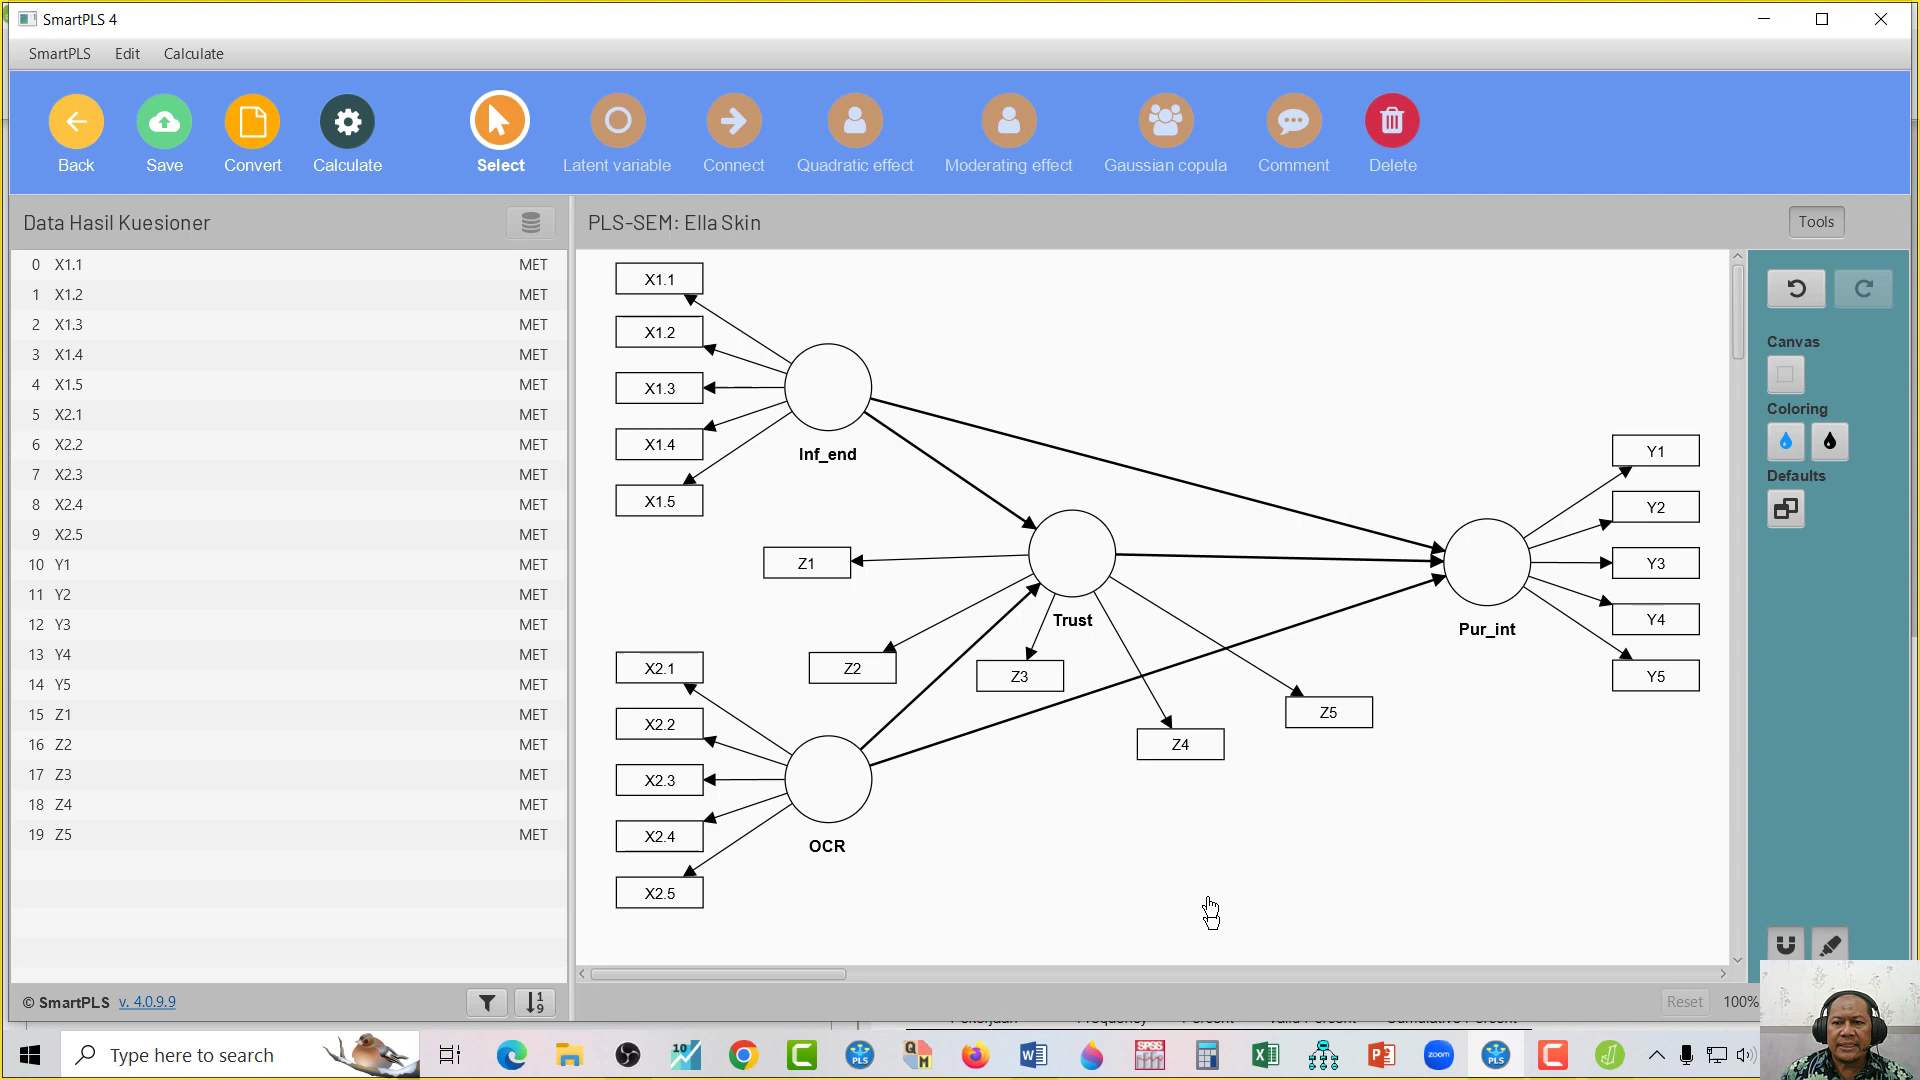 SmartPLS 4
SmartPLS Edit Calculate
Back Save Convert Calculate Select Latent variable Connect Quadratic effect Moderating effect Gaussian copula Comment Delete
Data Hasil Kuesioner
PLS-SEM: Ella Skin
Tools
0 X1.1 MET
1 X1.2 MET
2 X1.3 MET
3 X1.4 MET
4 X1.5 MET
5 X2.1 MET
6 X2.2 MET
7 X2.3 MET
8 X2.4 MET
9 X2.5 MET
10 Y1 MET
11 Y2 MET
12 Y3 MET
13 Y4 MET
14 Y5 MET
15 Z1 MET
16 Z2 MET
17 Z3 MET
18 Z4 MET
19 Z5 MET
X1.1
X1.2
X1.3
X1.4
X1.5
Inf_end
Z1
Z2
Z3
Z4
Z5
Trust
X2.1
X2.2
X2.3
X2.4
X2.5
OCR
Y1
Y2
Y3
Y4
Y5
Pur_int
Canvas
Coloring
Defaults
© SmartPLS v. 4.0.9.9
Reset 100%
Type here to search